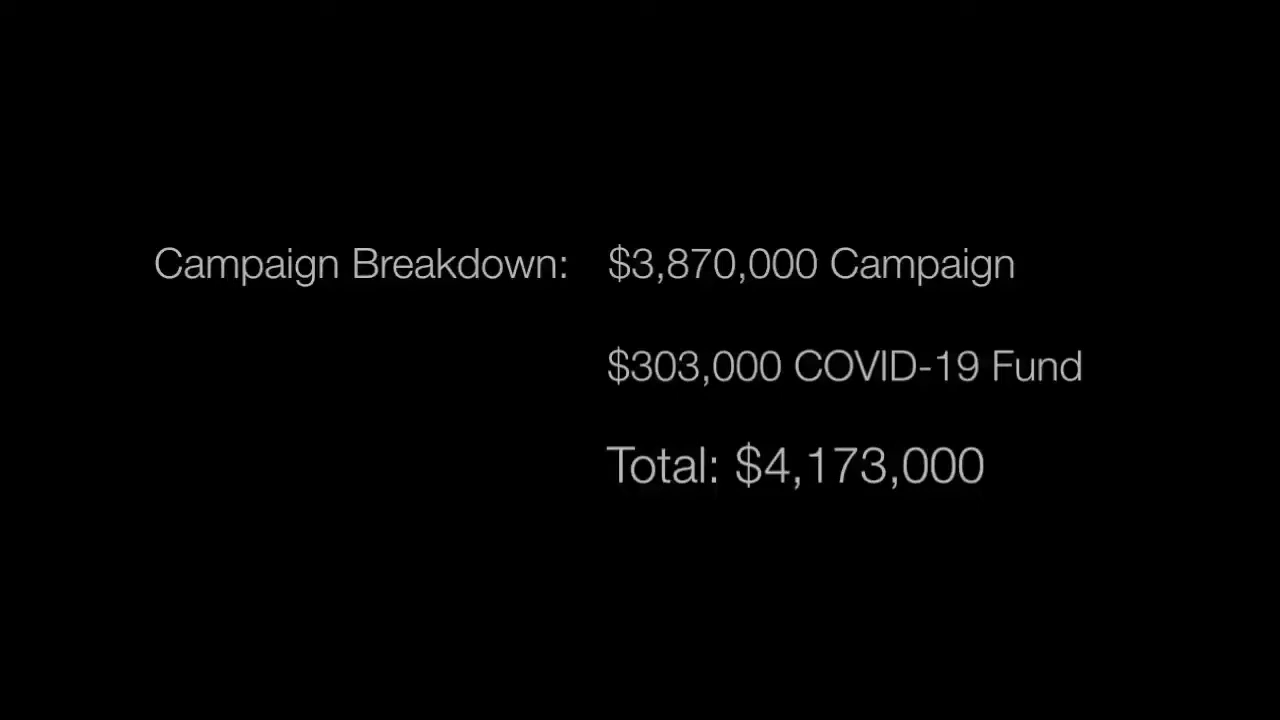 Campaign Breakdown: $3,870,000 Campaign
$303,000 COVID-19 Fund
Total: $4,173,000